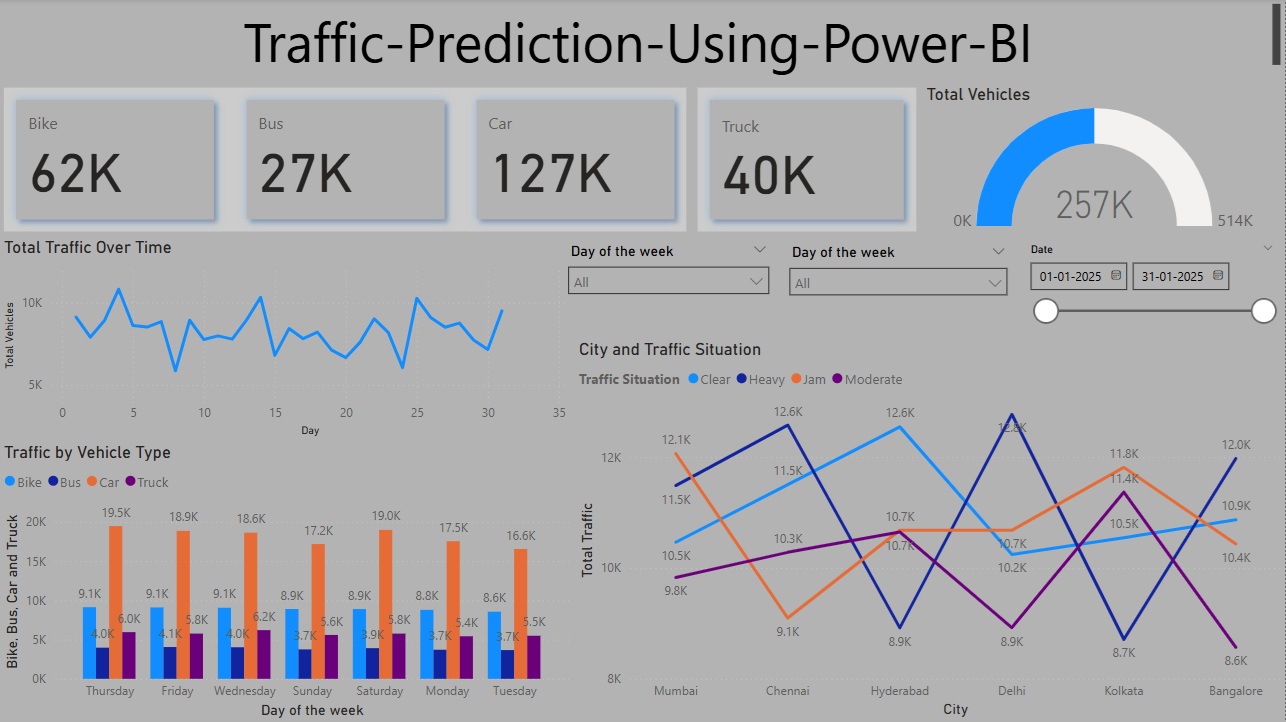 Traffic-Prediction-Using-Power-BI
Bike
62K
Bus
27K
Car
127K
Truck
40K
Total Vehicles
257K
0K
514K
Total Traffic Over Time
Total Vehicles
10K
5K
0 5 10 15 20 25 30 35
Day
Day of the week
All
Day of the week
All
Date
01-01-2025
31-01-2025
Traffic by Vehicle Type
Bike Bus Car Truck
Bike, Bus, Car and Truck
20K
15K
10K
5K
0K
19.5K 18.9K 18.6K 17.2K 19.0K 17.5K 16.6K
9.1K 9.1K 9.1K 8.9K 8.9K 8.8K 8.6K
4.0K 4.1K 4.0K 3.7K 3.9K 3.7K 3.7K
6.0K 5.8K 6.2K 5.6K 5.8K 5.4K 5.5K
Thursday Friday Wednesday Sunday Saturday Monday Tuesday
Day of the week
City and Traffic Situation
Traffic Situation Clear Heavy Jam Moderate
Total Traffic
12K
10K
8K
12.1K
11.5K
10.5K
9.8K
12.6K
11.5K
10.3K
9.1K
12.6K
10.7K
10.7K
8.9K
12.8K
10.7K
10.2K
8.9K
11.8K
11.4K
10.5K
8.7K
12.0K
10.9K
10.4K
8.6K
Mumbai Chennai Hyderabad Delhi Kolkata Bangalore
City